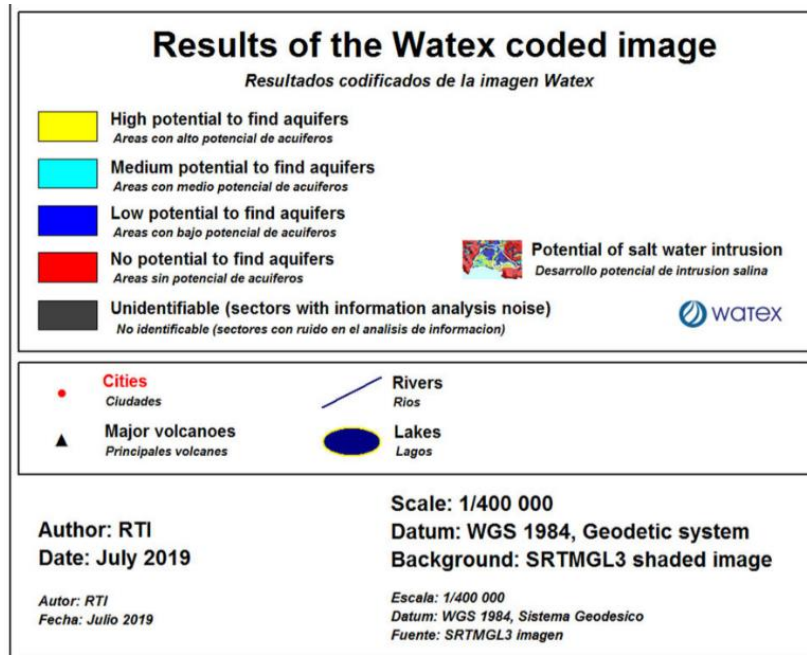 Results of the Watex coded image
Resultados codificados de la imagen Watex
High potential to find aquifers
Areas con alto potencial de acuiferos
Medium potential to find aquifers
Areas con medio potencial de acuiferos
Low potential to find aquifers
Areas con bajo potencial de acuiferos
No potential to find aquifers
Areas sin potencial de acuiferos
Unidentifiable (sectors with information analysis noise)
No identificable (sectores con ruido en el analisis de informacion)
Potential of salt water intrusion
Desarrollo potencial de intrusion salina
watex
Cities
Ciudades
Rivers
Rios
Major volcanoes
Principales volcanes
Lakes
Lagos
Author: RTI
Date: July 2019
Autor: RTI
Fecha: Julio 2019
Scale: 1/400 000
Datum: WGS 1984, Geodetic system
Background: SRTMGL3 shaded image
Escala: 1/400 000
Datum: WGS 1984, Sistema Geodesico
Fuente: SRTMGL3 imagen